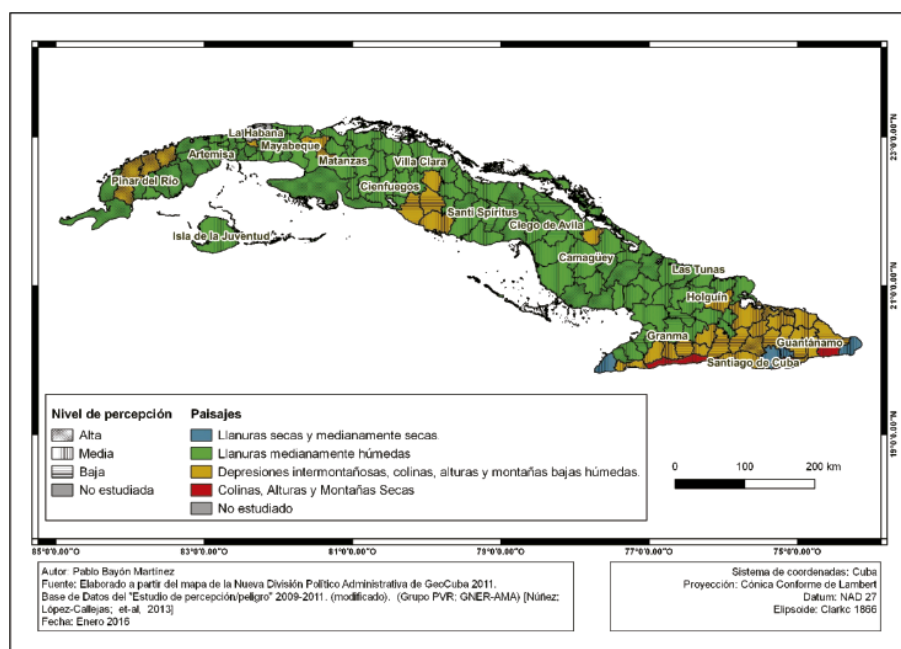 La Habana
Mayabeque
Artemisa
Matanzas
Villa Clara
Pinar del Río
Cienfuegos
Santi Spíritus
Isla de la Juventud
Ciego de Avila
Camagüey
Las Tunas
Holguín
Granma
Guantánamo
Santiago de Cuba
23°0'0.00"N
21°0'0.00"N
19°0'0.00"N
Nivel de percepción
Alta
Media
Baja
No estudiada
Paisajes
Llanuras secas y medianamente secas.
Llanuras medianamente húmedas
Depresiones intermontañosas, colinas, alturas y montañas bajas húmedas.
Colinas, Alturas y Montañas Secas
No estudiado
0 100 200 km
85°0'0.00"O 83°0'0.00"O 81°0'0.00"O 79°0'0.00"O 77°0'0.00"O 75°0'0.00"O
Autor: Pablo Bayón Martínez
Fuente: Elaborado a partir del mapa de la Nueva División Político Administrativa de GeoCuba 2011.
Base de Datos del "Estudio de percepción/peligro" 2009-2011. (modificado). (Grupo PVR; GNER-AMA) [Núñez;
López-Callejas; et-al, 2013]
Fecha: Enero 2016
Sistema de coordenadas: Cuba
Proyección: Cónica Conforme de Lambert
Datum: NAD 27
Elipsoide: Clarkc 1866